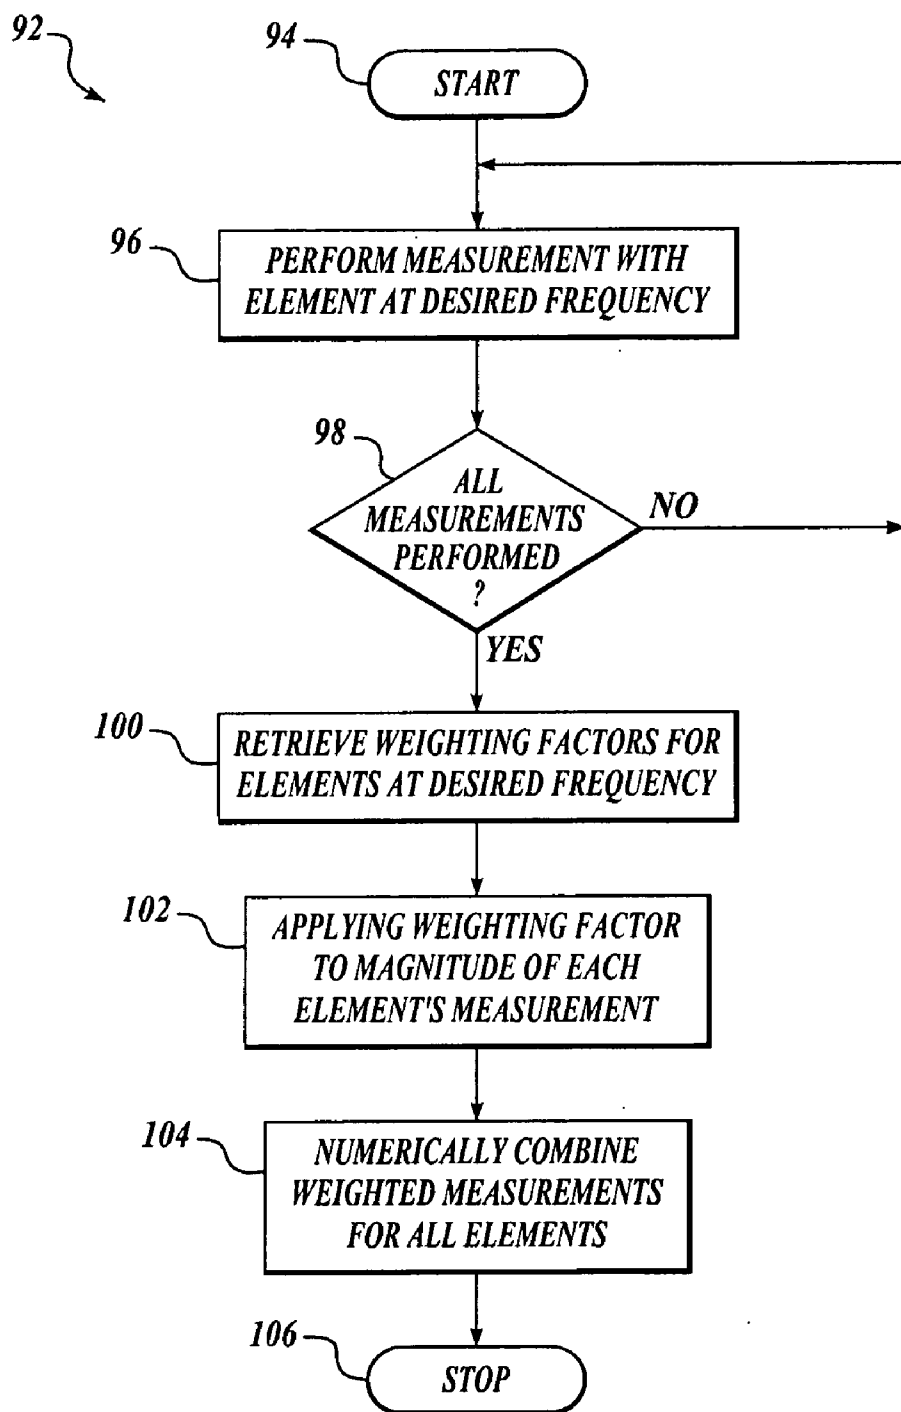 92
94
START
96
PERFORM MEASUREMENT WITH
ELEMENT AT DESIRED FREQUENCY
98
ALL
MEASUREMENTS
PERFORMED
?
NO
YES
100
RETRIEVE WEIGHTING FACTORS FOR
ELEMENTS AT DESIRED FREQUENCY
102
APPLYING WEIGHTING FACTOR
TO MAGNITUDE OF EACH
ELEMENT'S MEASUREMENT
104
NUMERICALLY COMBINE
WEIGHTED MEASUREMENTS
FOR ALL ELEMENTS
106
STOP